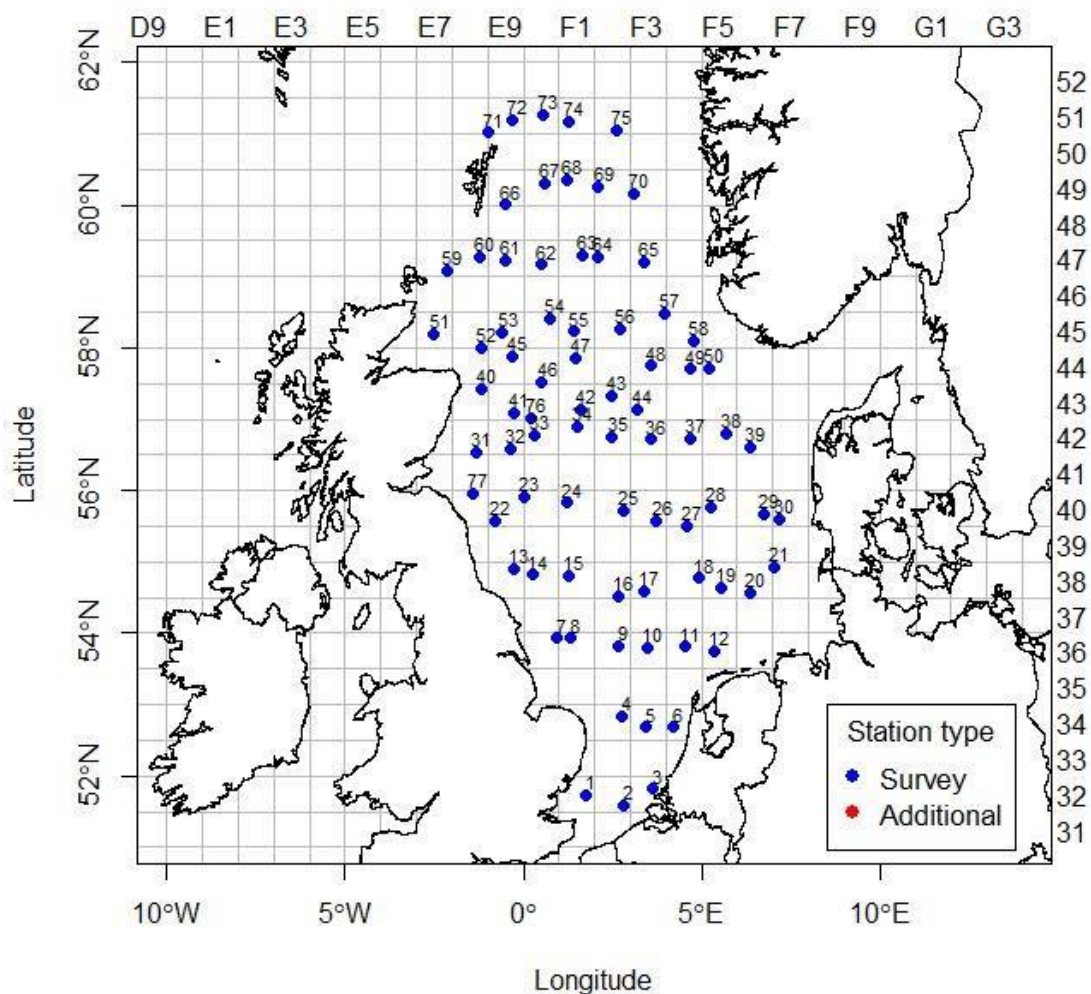 D9 E1 E3 E5 E7 E9 F1 F3 F5 F7 F9 G1 G3
62°N
60°N
58°N
56°N
54°N
52°N
Latitude
52
51
50
49
48
47
46
45
44
43
42
41
40
39
38
37
36
35
34
33
32
31
71 72 73 74 75
66 67 68 69 70
59 60 61 62 63 64 65
51 52 53 54 55 56 57 58
45 47 48 49 50
40 46 43
41 76 42 44
31 32 33 34 35 36 37 38 39
77 23 24 25 28
22 26 27 29 30
13 14 15 16 17 18 19 20 21
7 8 9 10 11 12
4 5 6
1 2 3
Station type
Survey
Additional
10°W 5°W 0° 5°E 10°E
Longitude